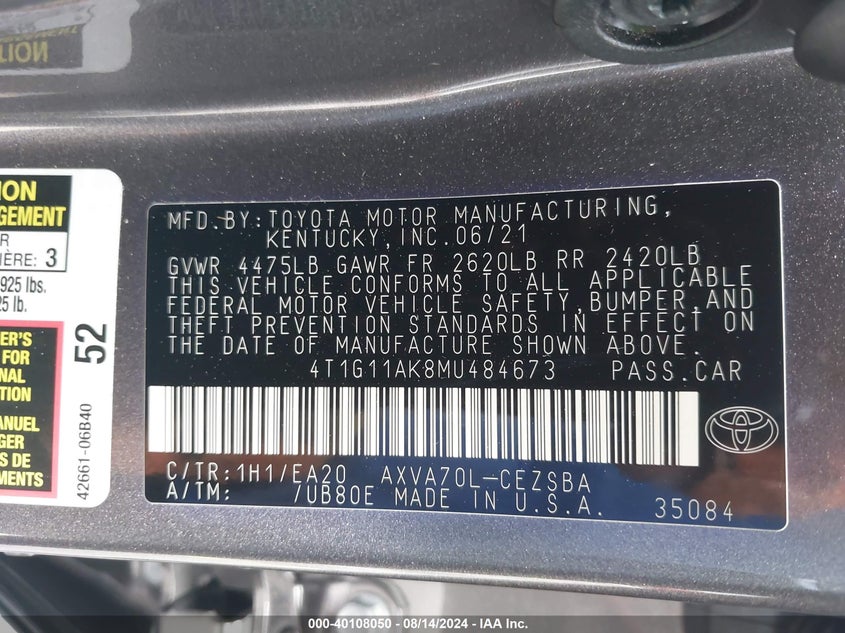 TION
ION
GEMENT
R
IÈRE: 3
925 lbs.
25 lb.
ER'S
FOR
NAL
TION
ANUEL
GER
S DE
EMENTS
52
42661-06B40
MFD.BY:TOYOTA MOTOR MANUFACTURING,
KENTUCKY,INC.06/21
GVWR 4475LB GAWR FR 2620LB RR 2420LB
THIS VEHICLE CONFORMS TO ALL APPLICABLE
FEDERAL MOTOR VEHICLE SAFETY,BUMPER,AND
THEFT PREVENTION STANDARDS IN EFFECT ON
THE DATE OF MANUFACTURE SHOWN ABOVE.
4T1G11AK8MU484673 PASS.CAR
C/TR:1H1/EA20 AXVA70L-CEZSBA
A/TM: /UB80E MADE IN U.S.A. 35084
000-40108050 - 08/14/2024 - IAA Inc.